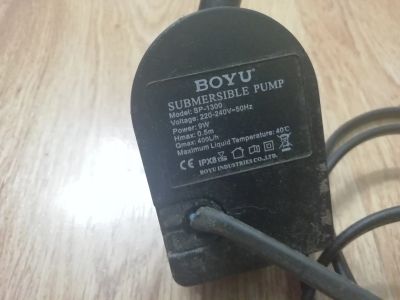 BOYU
SUBMERSIBLE PUMP
Model: SP-1300
Voltage: 220-240V~50Hz
Power: 9W
Hmax: 0.5m
Qmax: 400L/h
Maximum Liquid Temperature: 40°C
CE IPX8
BOYU INDUSTRIES CO.,LTD.